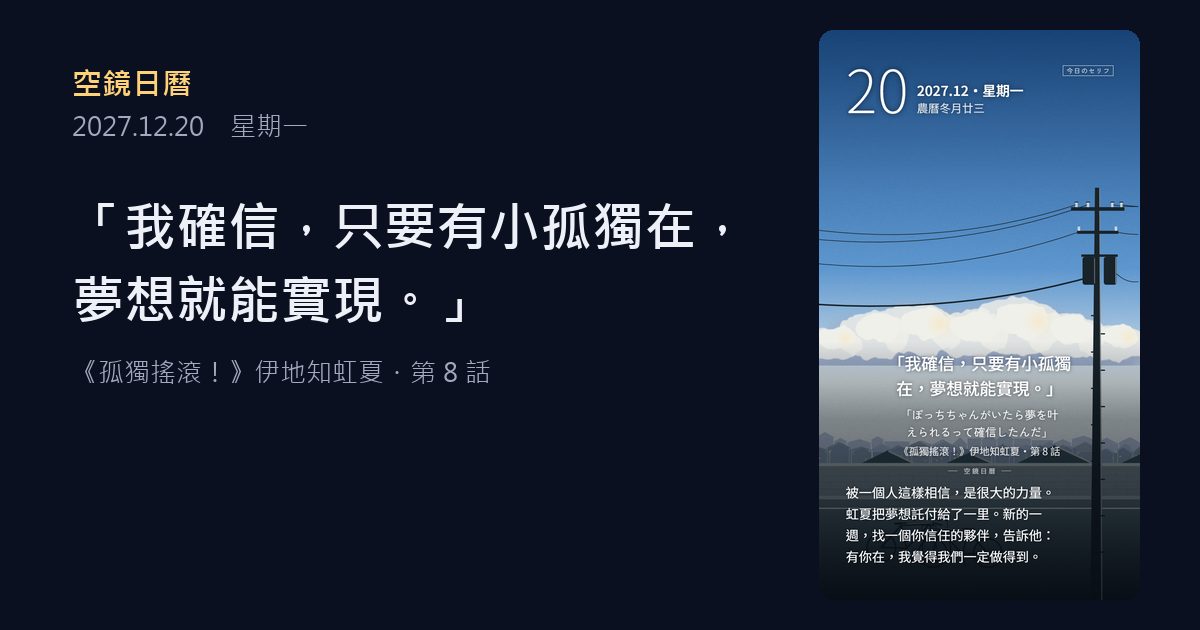 空鏡日曆
2027.12.20　星期一
「我確信，只要有小孤獨在，
夢想就能實現。」
《孤獨搖滾！》伊地知虹夏・第 8 話
今日のセリフ
20
2027.12・星期一
農曆冬月廿三
「我確信，只要有小孤獨
在，夢想就能實現。」
「ぼっちちゃんがいたら夢を叶
えられるって確信したんだ」
《孤獨搖滾！》伊地知虹夏・第 8 話
— 空鏡日曆 —
被一個人這樣相信，是很大的力量。
虹夏把夢想託付給了一里。新的一
週，找一個你信任的夥伴，告訴他：
有你在，我覺得我們一定做得到。